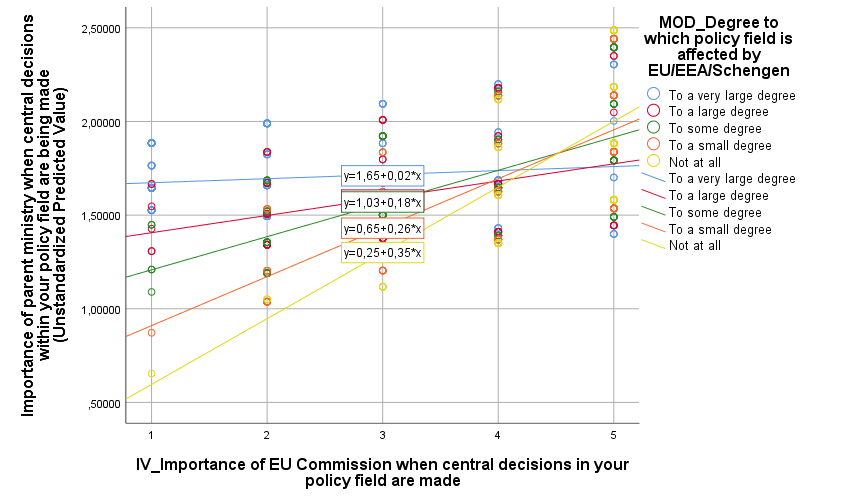 Importance of parent ministry when central decisions
within your policy field are being made
(Unstandardized Predicted Value)
2,50000
2,00000
1,50000
1,00000
,50000
y=1,65+0,02*x
y=1,03+0,18*x
y=0,65+0,26*x
y=0,25+0,35*x
1
2
3
4
5
IV_Importance of EU Commission when central decisions in your
policy field are made
MOD_Degree to
which policy field is
affected by
EU/EEA/Schengen
To a very large degree
To a large degree
To some degree
To a small degree
Not at all
To a very large degree
To a large degree
To some degree
To a small degree
Not at all